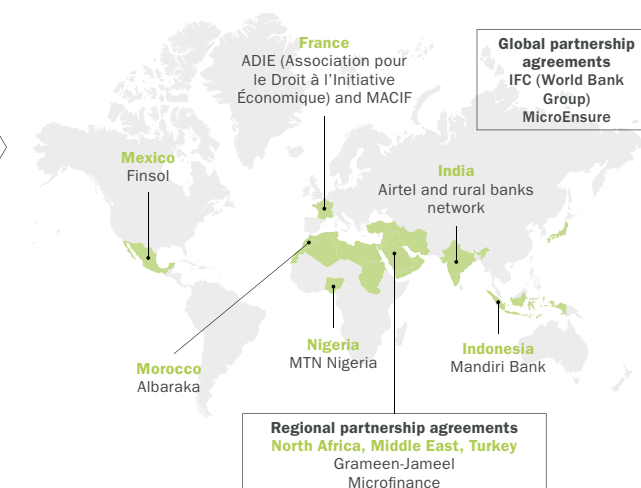 France
ADIE (Association pour
le Droit à l’Initiative
Économique) and MACIF
Global partnership
agreements
IFC (World Bank
Group)
MicroEnsure
Mexico
Finsol
India
Airtel and rural banks
network
Nigeria
MTN Nigeria
Indonesia
Mandiri Bank
Morocco
Albaraka
Regional partnership agreements
North Africa, Middle East, Turkey
Grameen-Jameel
Microfinance